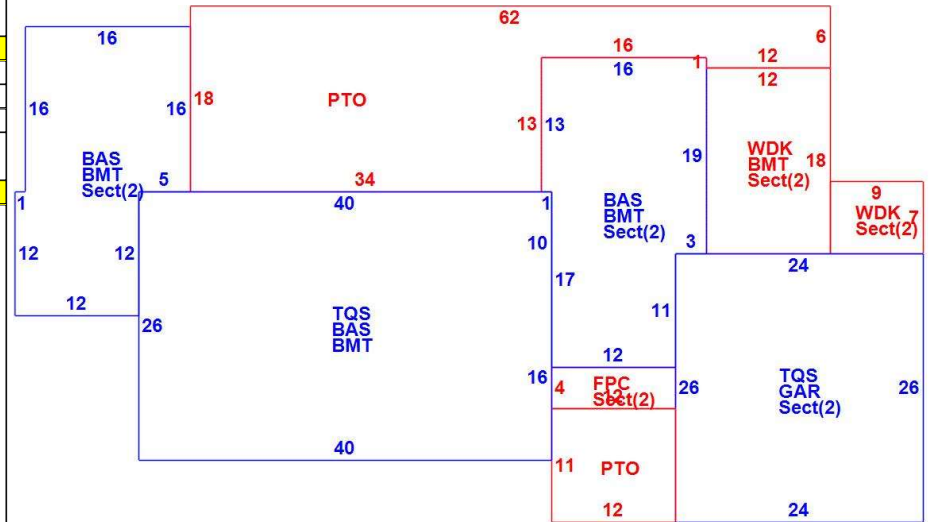 62
16
6
16
12
16
1
12
16
16
18
PTO
13
13
19
WDK
BMT
Sect(2)
18
BAS
BMT
Sect(2)
5
34
9
1
40
1
BAS
BMT
Sect(2)
WDK
Sect(2)
7
12
12
10
3
24
17
12
26
TQS
BAS
BMT
11
12
16
4
FPC
Sect(2)
12
26
TQS
GAR
Sect(2)
26
40
11
PTO
12
24